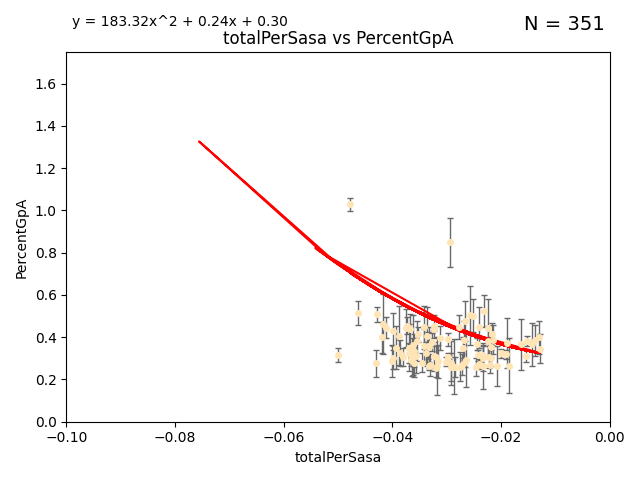 y = 183.32x^2 + 0.24x + 0.30
N = 351
totalPerSasa vs PercentGpA
PercentGpA
1.6
1.4
1.2
1.0
0.8
0.6
0.4
0.2
0.0
−0.10 −0.08 −0.06 −0.04 −0.02 0.00
totalPerSasa